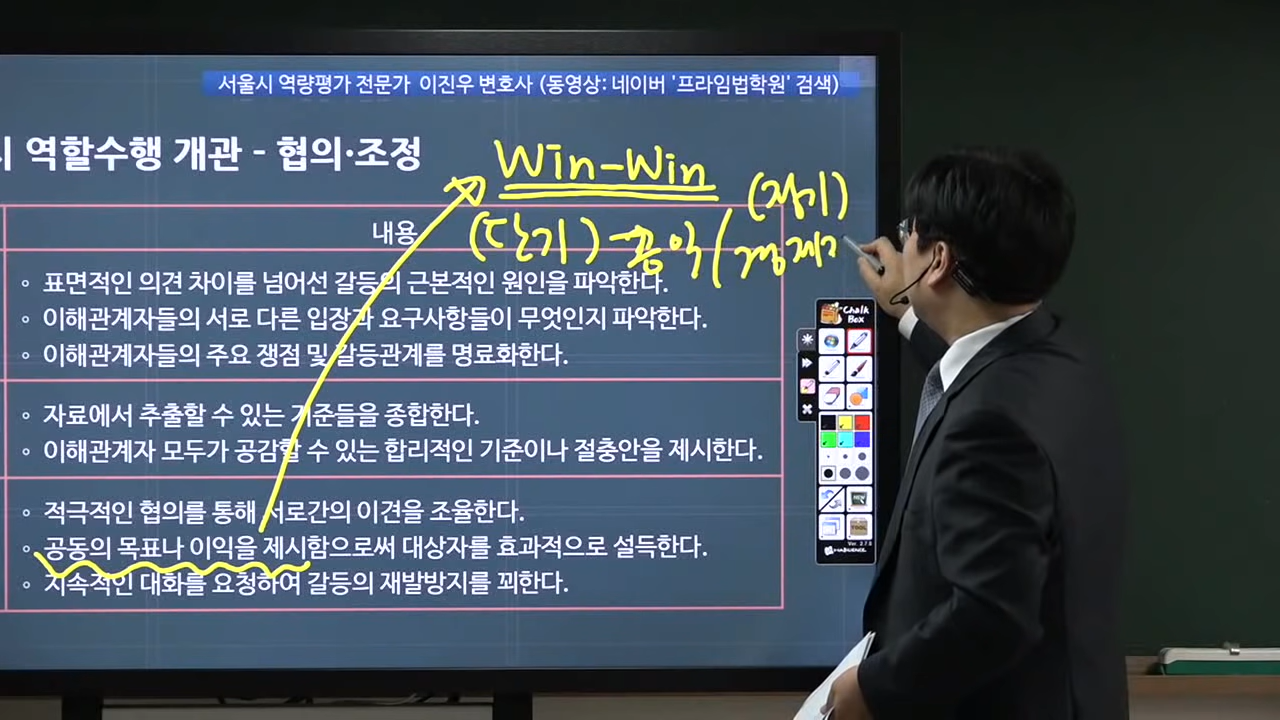 서울시 역량평가 전문가 이진우 변호사 (동영상: 네이버 '프라임법학원' 검색)
역할수행 개관 - 협의·조정
Win-Win
(단기) 공익 / (장기)
경제
내용
◦ 표면적인 의견 차이를 넘어선 갈등의 근본적인 원인을 파악한다.
◦ 이해관계자들의 서로 다른 입장과 요구사항들이 무엇인지 파악한다.
◦ 이해관계자들의 주요 쟁점 및 갈등관계를 명료화한다.
◦ 자료에서 추출할 수 있는 기준들을 종합한다.
◦ 이해관계자 모두가 공감할 수 있는 합리적인 기준이나 절충안을 제시한다.
◦ 적극적인 협의를 통해 서로간의 이견을 조율한다.
◦ 공동의 목표나 이익을 제시함으로써 대상자를 효과적으로 설득한다.
◦ 지속적인 대화를 요청하여 갈등의 재발방지를 꾀한다.
Chalk
Box
TOOL
Ver. 2.7.5